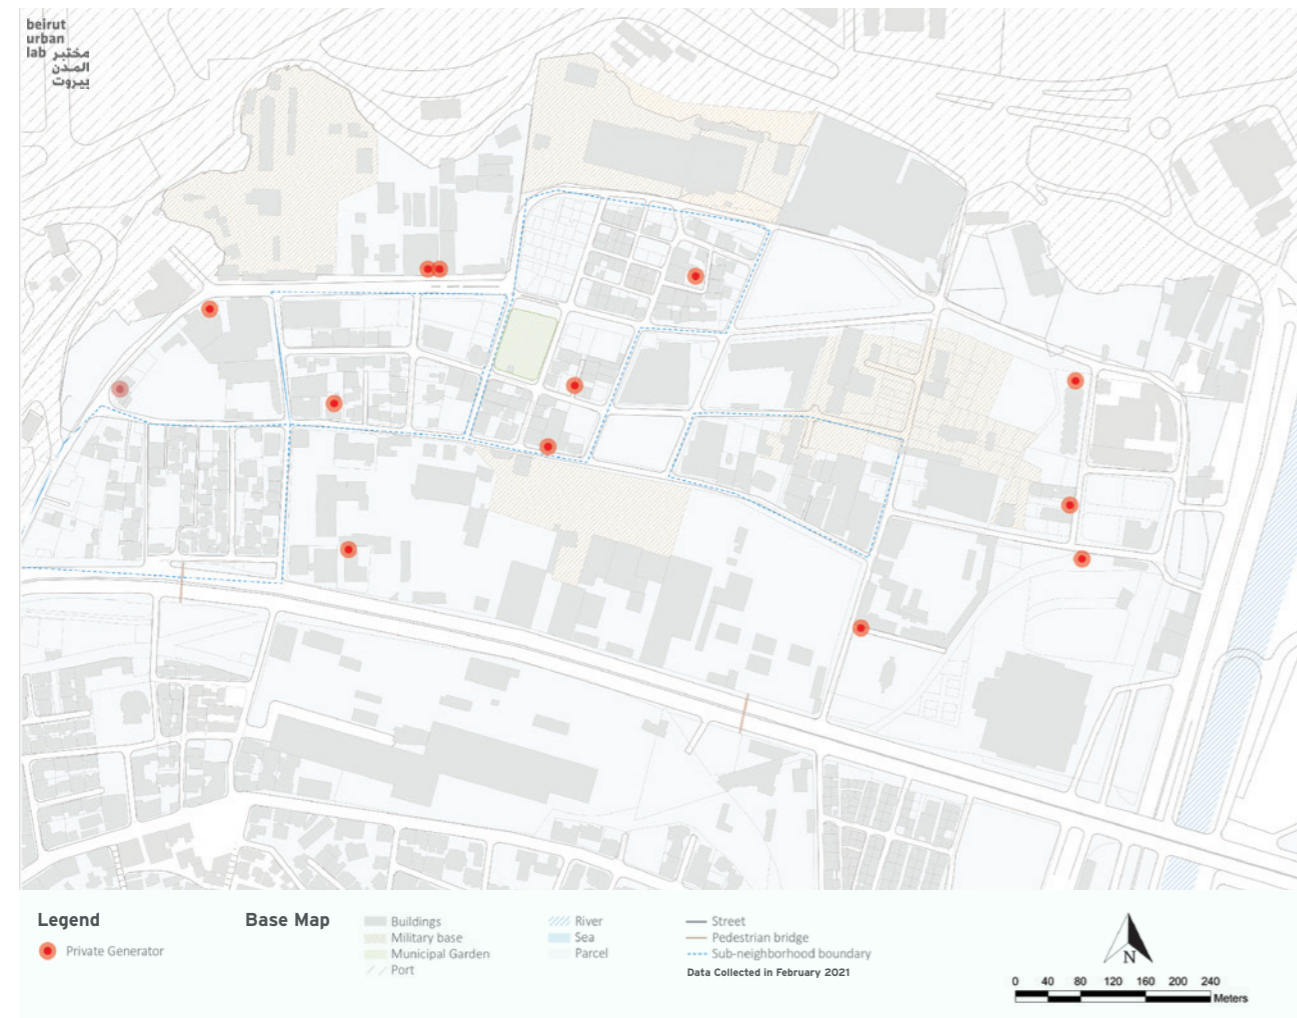 beirut
urban
lab مختبر
المدن
بيروت
Legend
Private Generator
Base Map
Buildings
Military base
Municipal Garden
Port
River
Sea
Parcel
Street
Pedestrian bridge
Sub-neighborhood boundary
Data Collected in February 2021
N
0 40 80 120 160 200 240
Meters